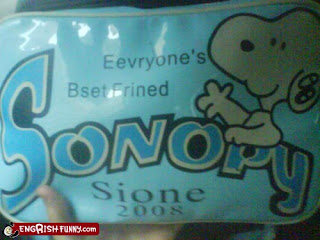 Eevryone's
Bset Frined
SONOPY
Sione
2008
ENGRISH FUNNY.com